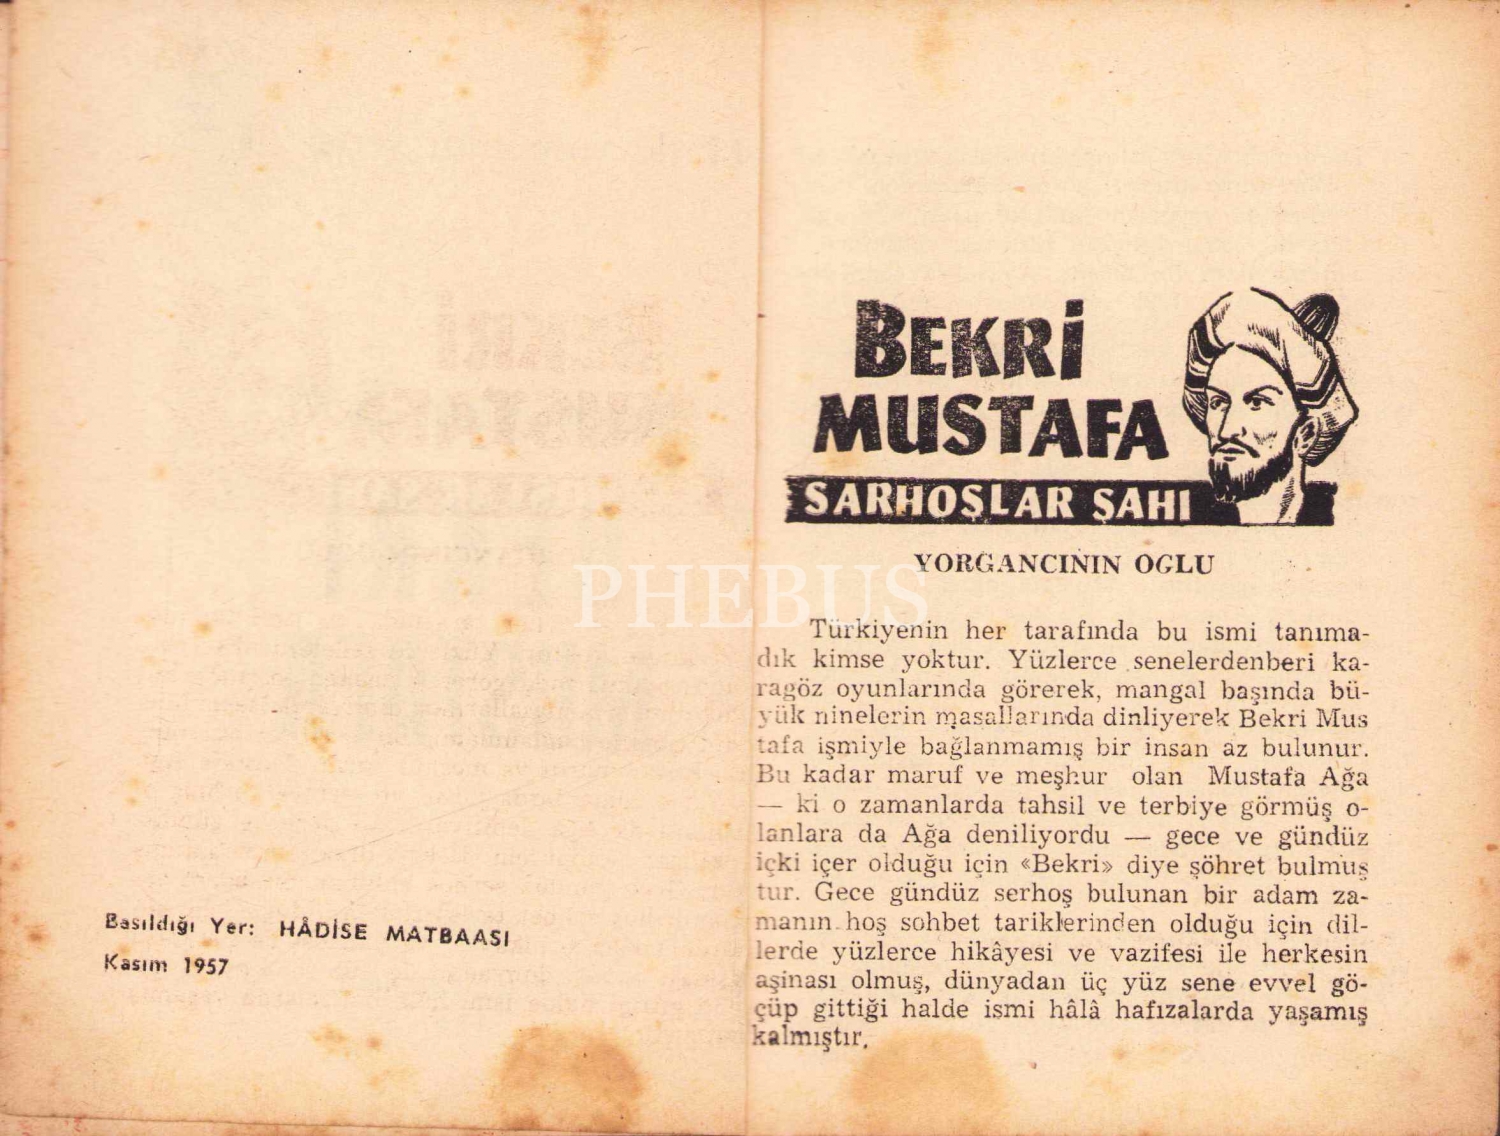 Basıldığı Yer: HÂDİSE MATBAASI
Kasım 1957
BEKRİ
MUSTAFA
SARHOŞLAR ŞAHI
YORGANCININ OGLU
PHEBUS
Türkiyenin her tarafında bu ismi tanıma-
dık kimse yoktur. Yüzlerce senelerdenberi ka-
ragöz oyunlarında görerek, mangal başında bü-
yük ninelerin masallarında dinliyerek Bekri Mus
tafa işmiyle bağlanmamış bir insan az bulunur.
Bu kadar maruf ve meşhur olan Mustafa Ağa
— ki o zamanlarda tahsil ve terbiye görmüş o-
lanlara da Ağa deniliyordu — gece ve gündüz
içki içer olduğu için «Bekri» diye şöhret bulmuş
tur. Gece gündüz serhoş bulunan bir adam za-
manın hoş sohbet tariklerinden olduğu için dil-
lerde yüzlerce hikâyesi ve vazifesi ile herkesin
aşinası olmuş, dünyadan üç yüz sene evvel gö-
çüp gittiği halde ismi hâlâ hafızalarda yaşamış
kalmıştır.